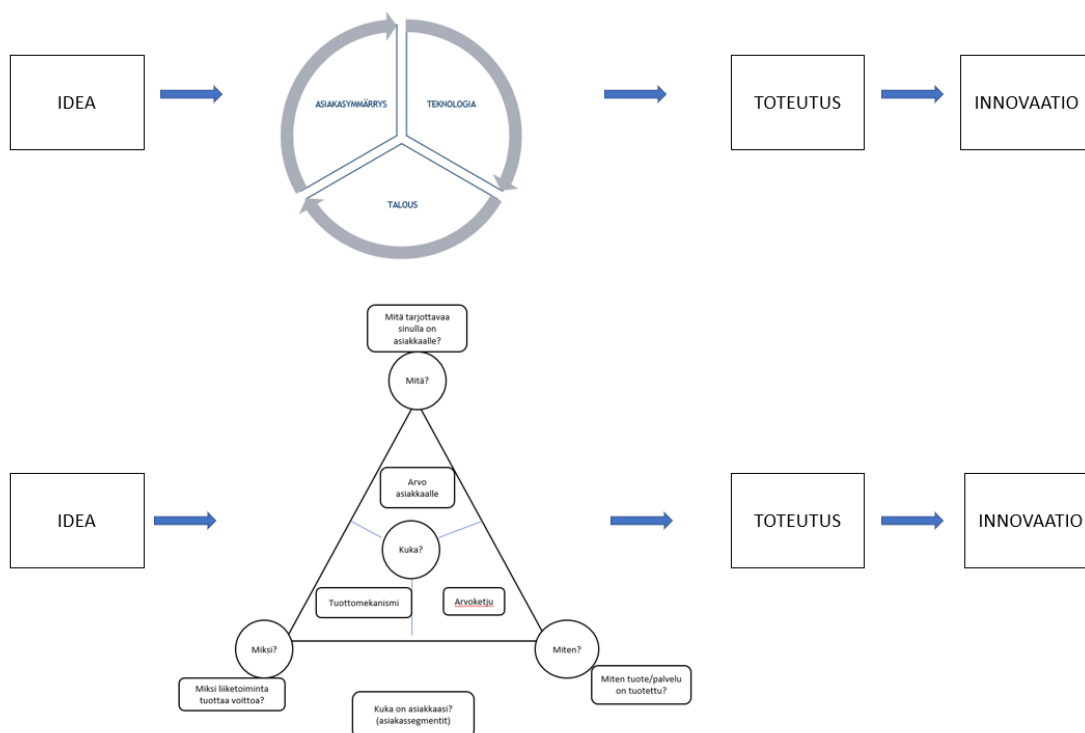 IDEA
ASIAKASYMMÄRRYS
TEKNOLOGIA
TALOUS
TOTEUTUS
INNOVAATIO
Mitä tarjottavaa
sinulla on
asiakkaalle?
Mitä?
IDEA
Arvo
asiakkaalle
Kuka?
Tuottomekanismi
Arvoketju
Miksi?
Miksi liiketoiminta
tuottaa voittoa?
Miten?
Miten tuote/palvelu
on tuotettu?
Kuka on asiakkaasi?
(asiakassegmentit)
TOTEUTUS
INNOVAATIO